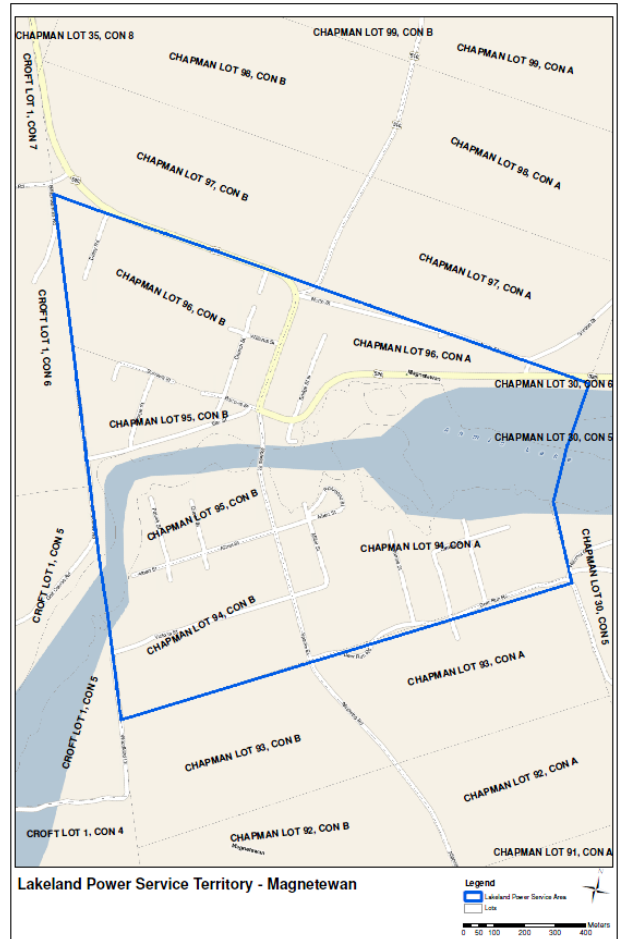 CHAPMAN LOT 35, CON 8
CHAPMAN LOT 99, CON B
CHAPMAN LOT 99, CON A
CROFT LOT 1, CON 7
CHAPMAN LOT 98, CON B
CHAPMAN LOT 98, CON A
CHAPMAN LOT 97, CON B
CHAPMAN LOT 97, CON A
CROFT LOT 1, CON 6
CHAPMAN LOT 96, CON B
CHAPMAN LOT 96, CON A
Magnetewan
CHAPMAN LOT 30, CON 6
CHAPMAN LOT 95, CON B
CHAPMAN LOT 30, CON 5
CHAPMAN LOT 95, CON B
CROFT LOT 1, CON 5
CHAPMAN LOT 94, CON A
CHAPMAN LOT 94, CON B
CHAPMAN LOT 30, CON 5
CROFT LOT 1, CON 5
CHAPMAN LOT 93, CON A
CHAPMAN LOT 93, CON B
CHAPMAN LOT 92, CON A
CROFT LOT 1, CON 4
CHAPMAN LOT 92, CON B
Magnetewan
CHAPMAN LOT 91, CON A
Lakeland Power Service Territory - Magnetewan
Legend
Lakeland Power Service Area
Lots
Meters
0 50 100 200 300 400